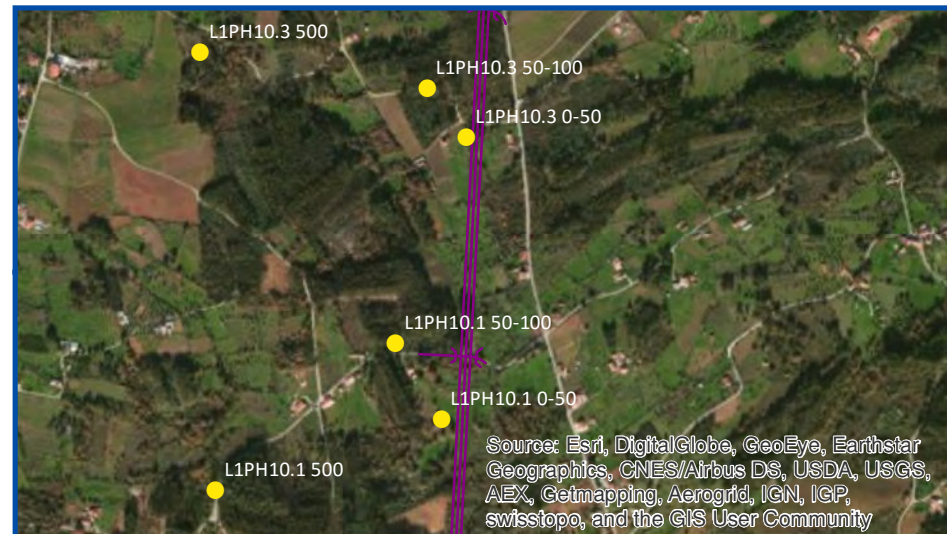 L1PH10.3 500
L1PH10.3 50-100
L1PH10.3 0-50
L1PH10.1 50-100
L1PH10.1 0-50
L1PH10.1 500
Source: Esri, DigitalGlobe, GeoEye, Earthstar
Geographics, CNES/Airbus DS, USDA, USGS,
AEX, Getmapping, Aerogrid, IGN, IGP,
swisstopo, and the GIS User Community